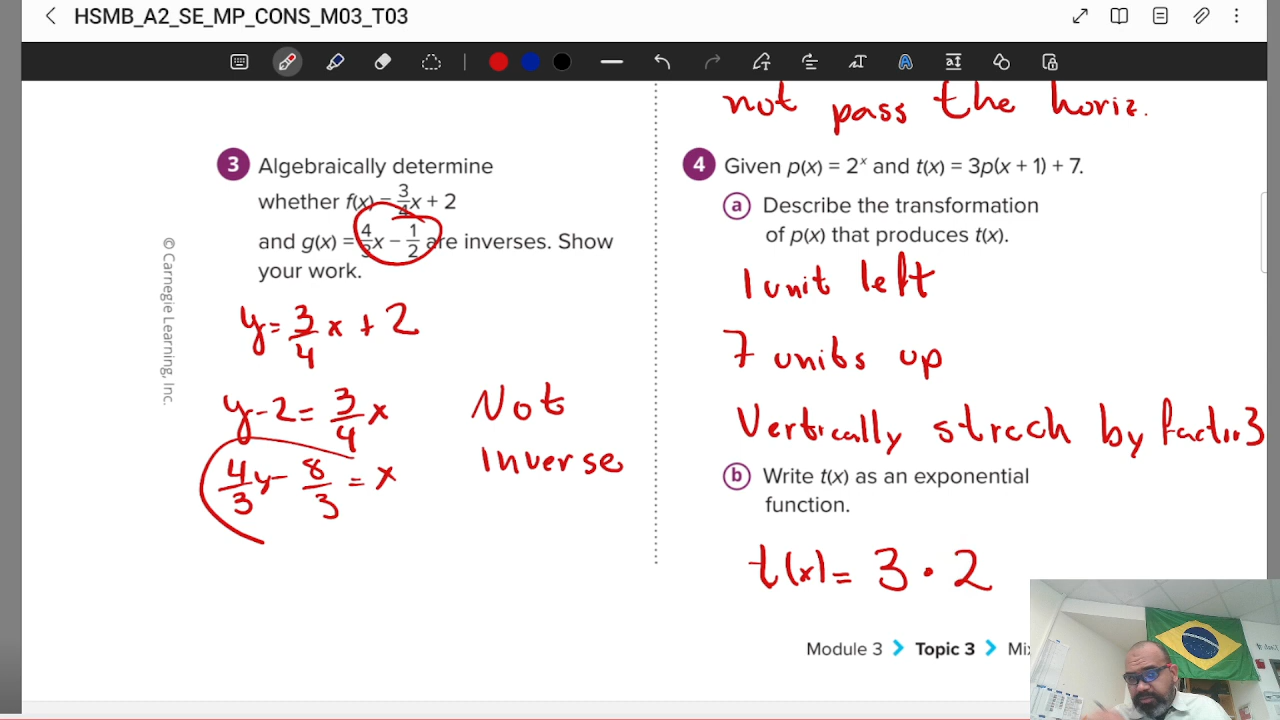 HSMB_A2_SE_MP_CONS_M03_T03
not pass the horiz.
3 Algebraically determine
whether f(x) = 3/4x + 2
and g(x) = 4/3x − 1/2 are inverses. Show
your work.
y = 3/4 x + 2
y - 2 = 3/4 x
4/3 y - 8/3 = x
Not
Inverse
© Carnegie Learning, Inc.
4 Given p(x) = 2ˣ and t(x) = 3p(x + 1) + 7.
a Describe the transformation
of p(x) that produces t(x).
1 unit left
7 units up
Vertically strech by factor 3
b Write t(x) as an exponential
function.
t(x) = 3 • 2
Module 3 > Topic 3 >